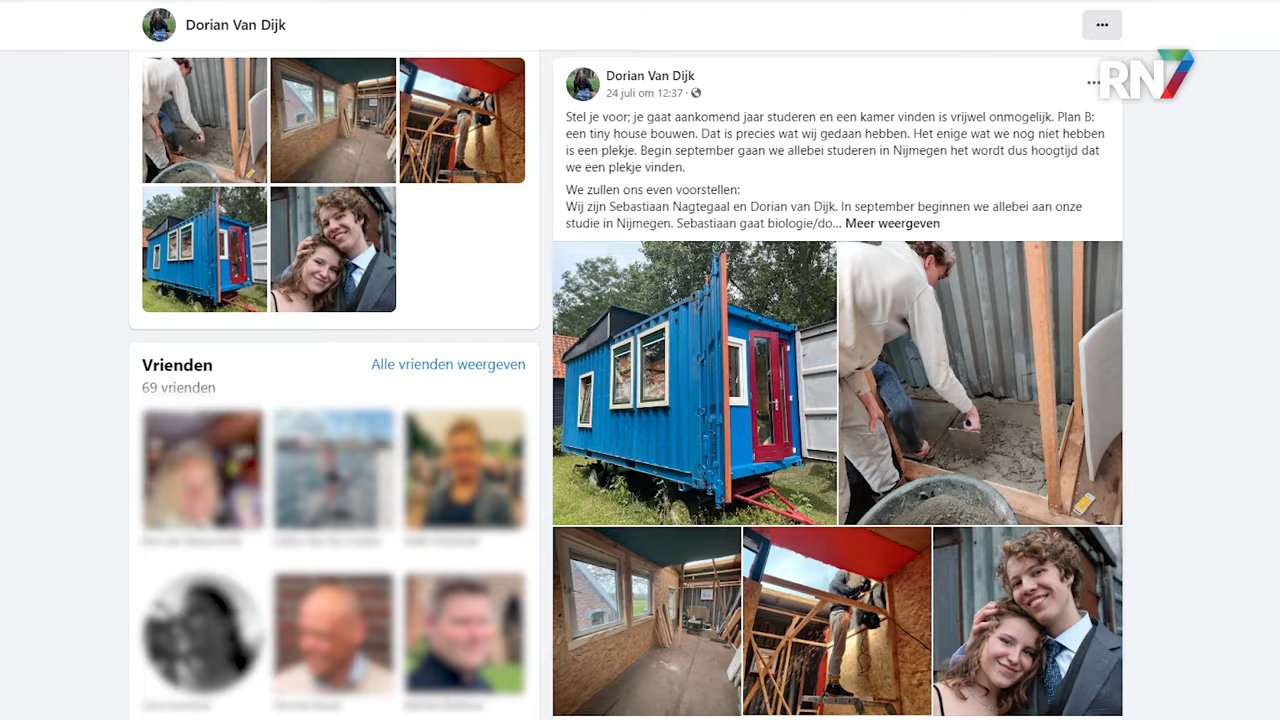 Dorian Van Dijk
RN7
Dorian Van Dijk
24 juli om 12:37
Stel je voor; je gaat aankomend jaar studeren en een kamer vinden is vrijwel onmogelijk. Plan B:
een tiny house bouwen. Dat is precies wat wij gedaan hebben. Het enige wat we nog niet hebben
is een plekje. Begin september gaan we allebei studeren in Nijmegen het wordt dus hoogtijd dat
we een plekje vinden.
We zullen ons even voorstellen:
Wij zijn Sebastiaan Nagtegaal en Dorian van Dijk. In september beginnen we allebei aan onze
studie in Nijmegen. Sebastiaan gaat biologie/do... Meer weergeven
Vrienden
Alle vrienden weergeven
69 vrienden